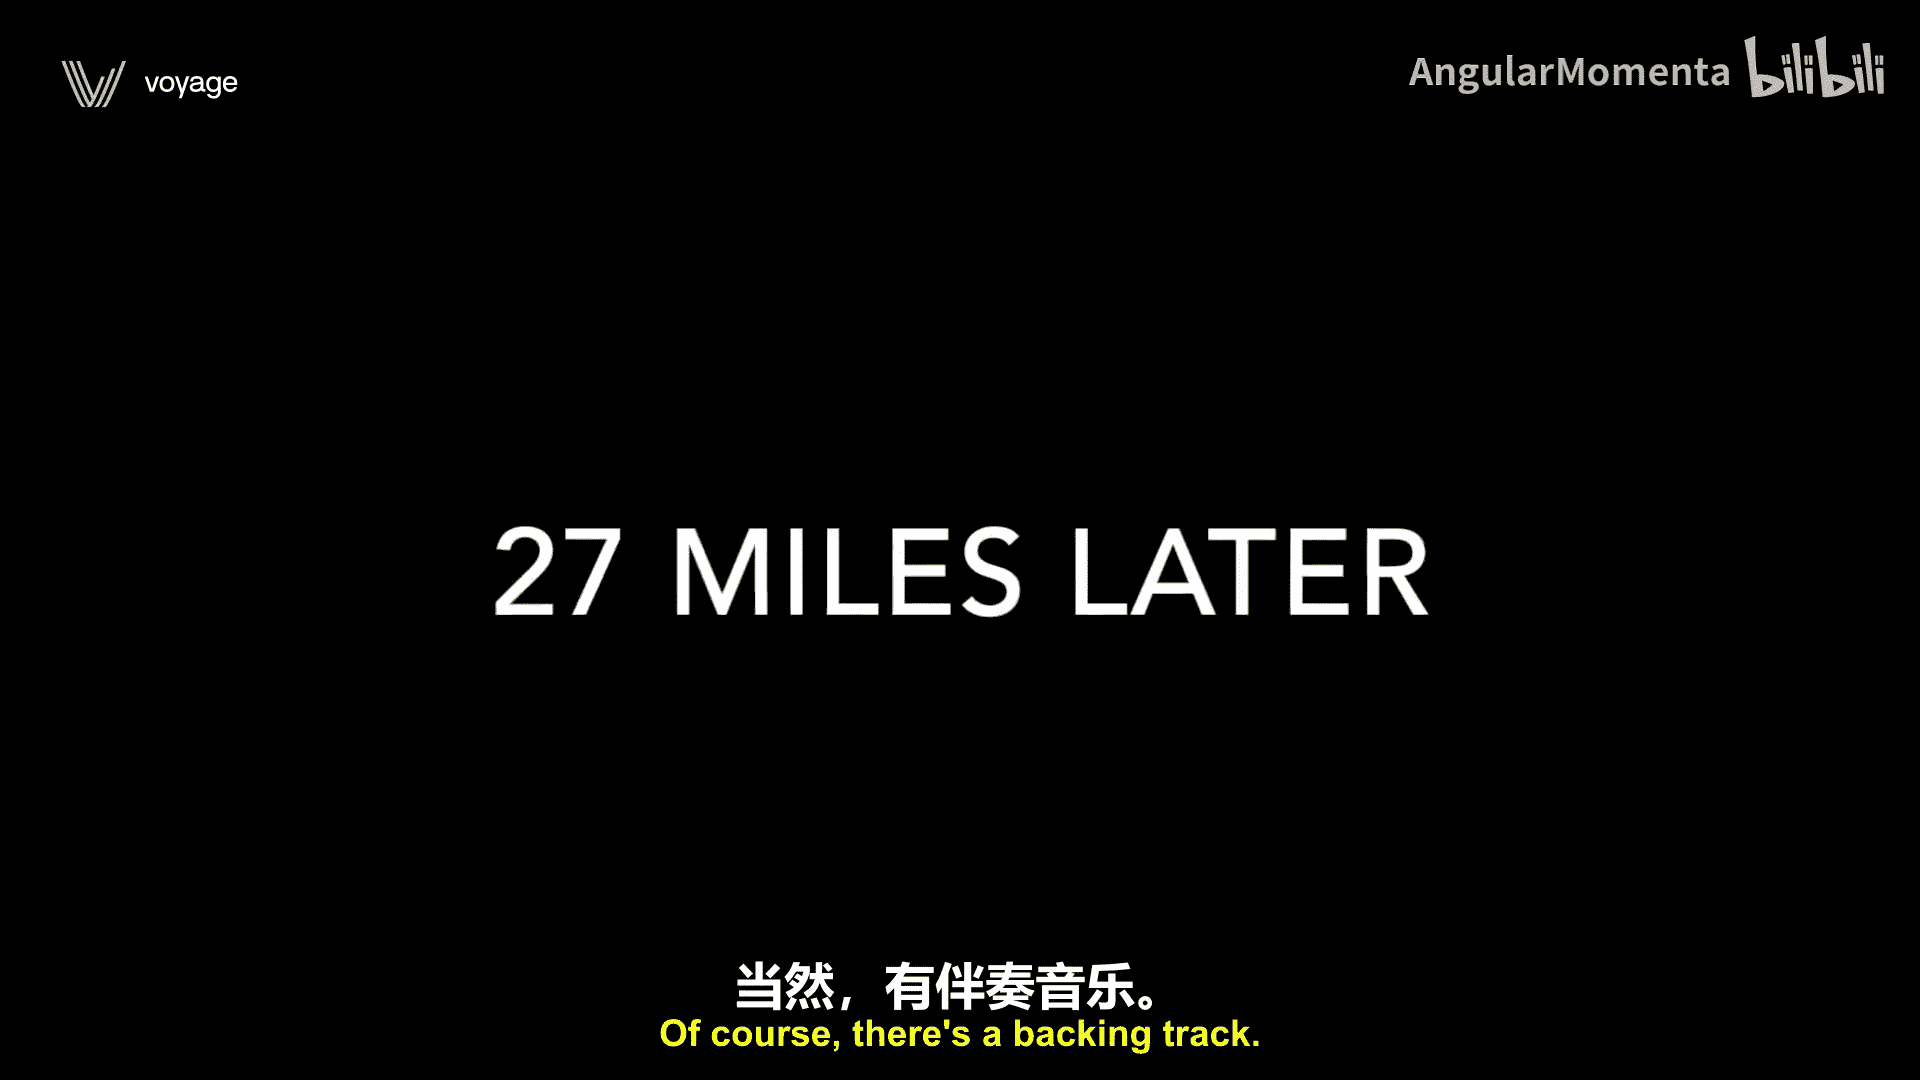 voyage
AngularMomenta bilibili
27 MILES LATER
当然，有伴奏音乐。
Of course, there's a backing track.